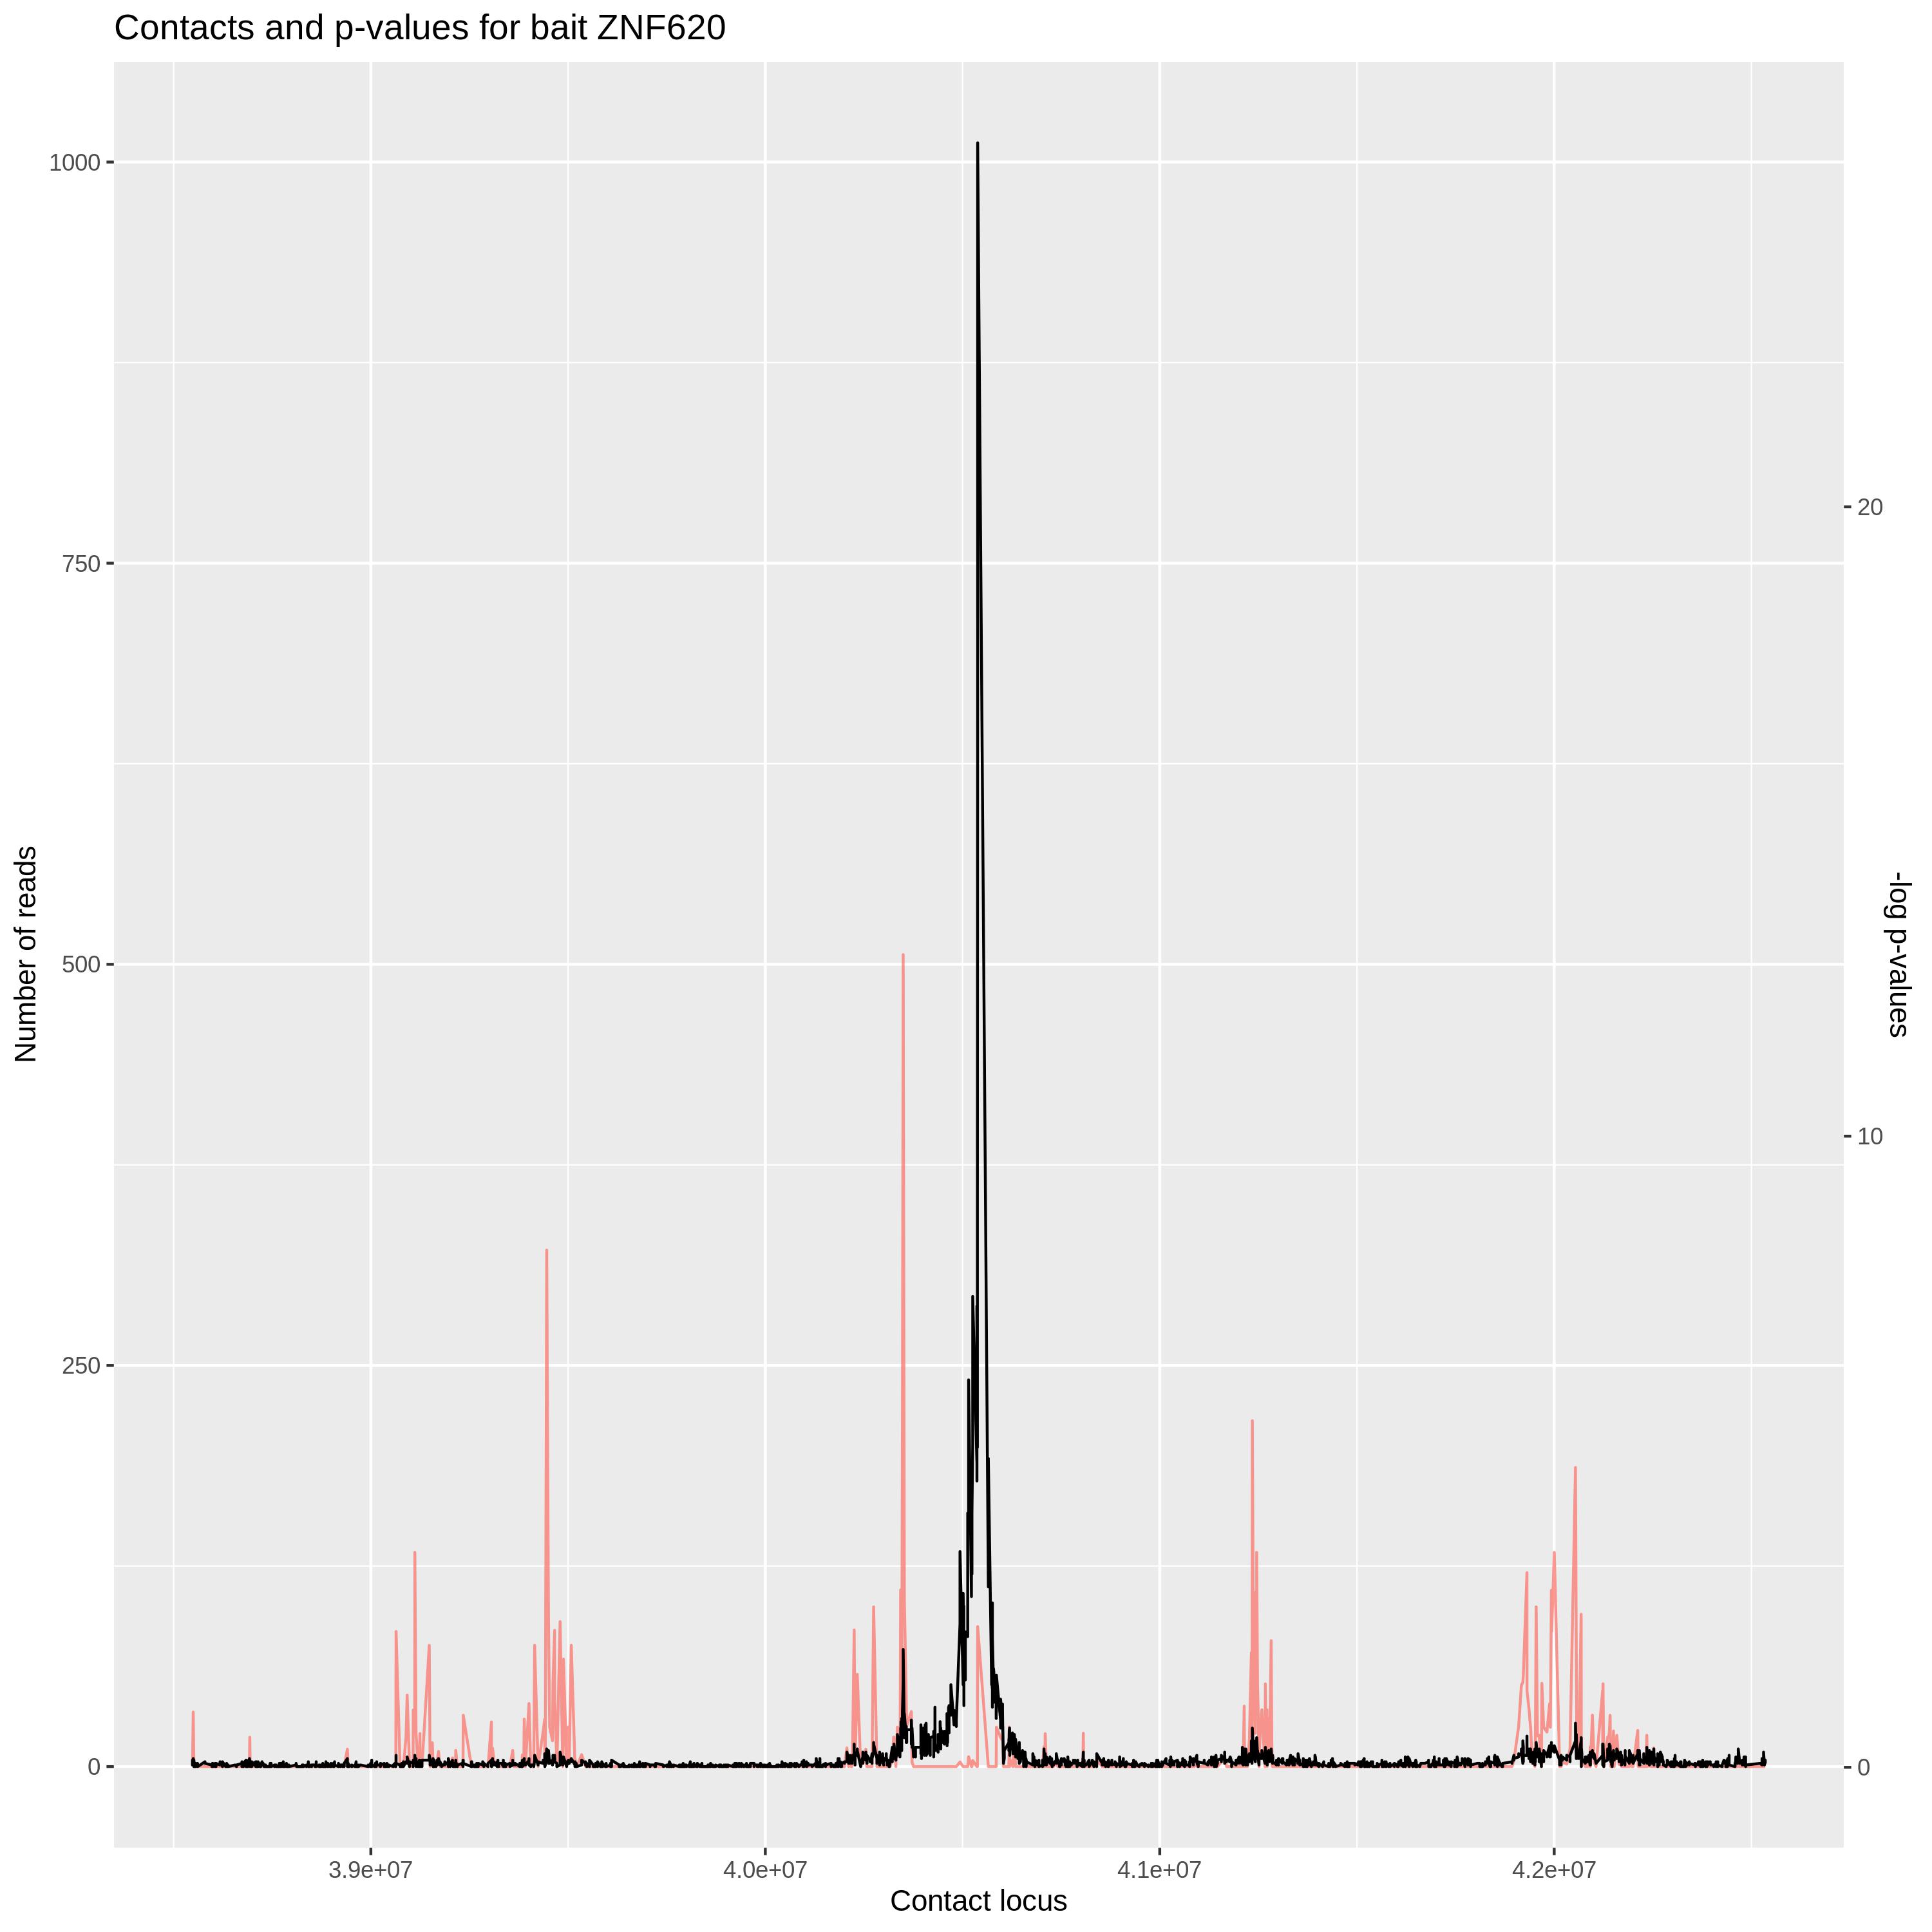 Contacts and p-values for bait ZNF620
1000
750
500
250
0
Number of reads
20
10
0
-log p-values
3.9e+07
4.0e+07
4.1e+07
4.2e+07
Contact locus